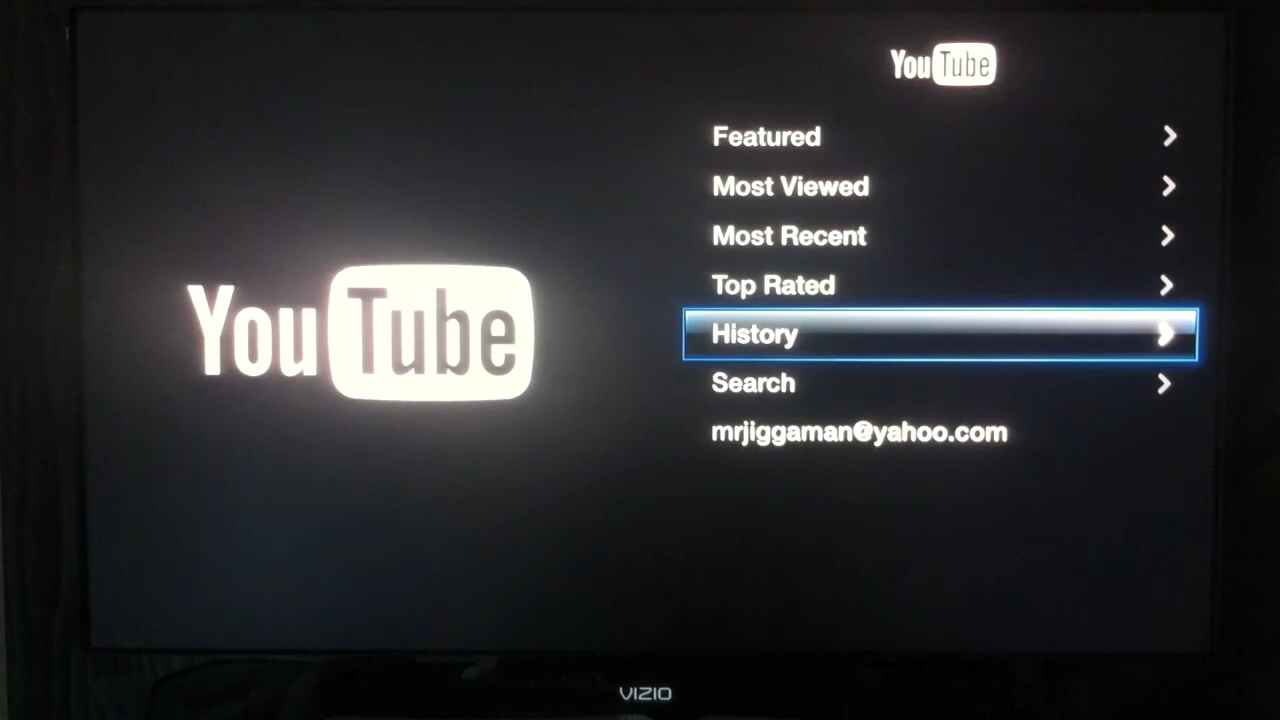 YouTube
YouTube
Featured
Most Viewed
Most Recent
Top Rated
History
Search
mrjiggaman@yahoo.com
VIZIO